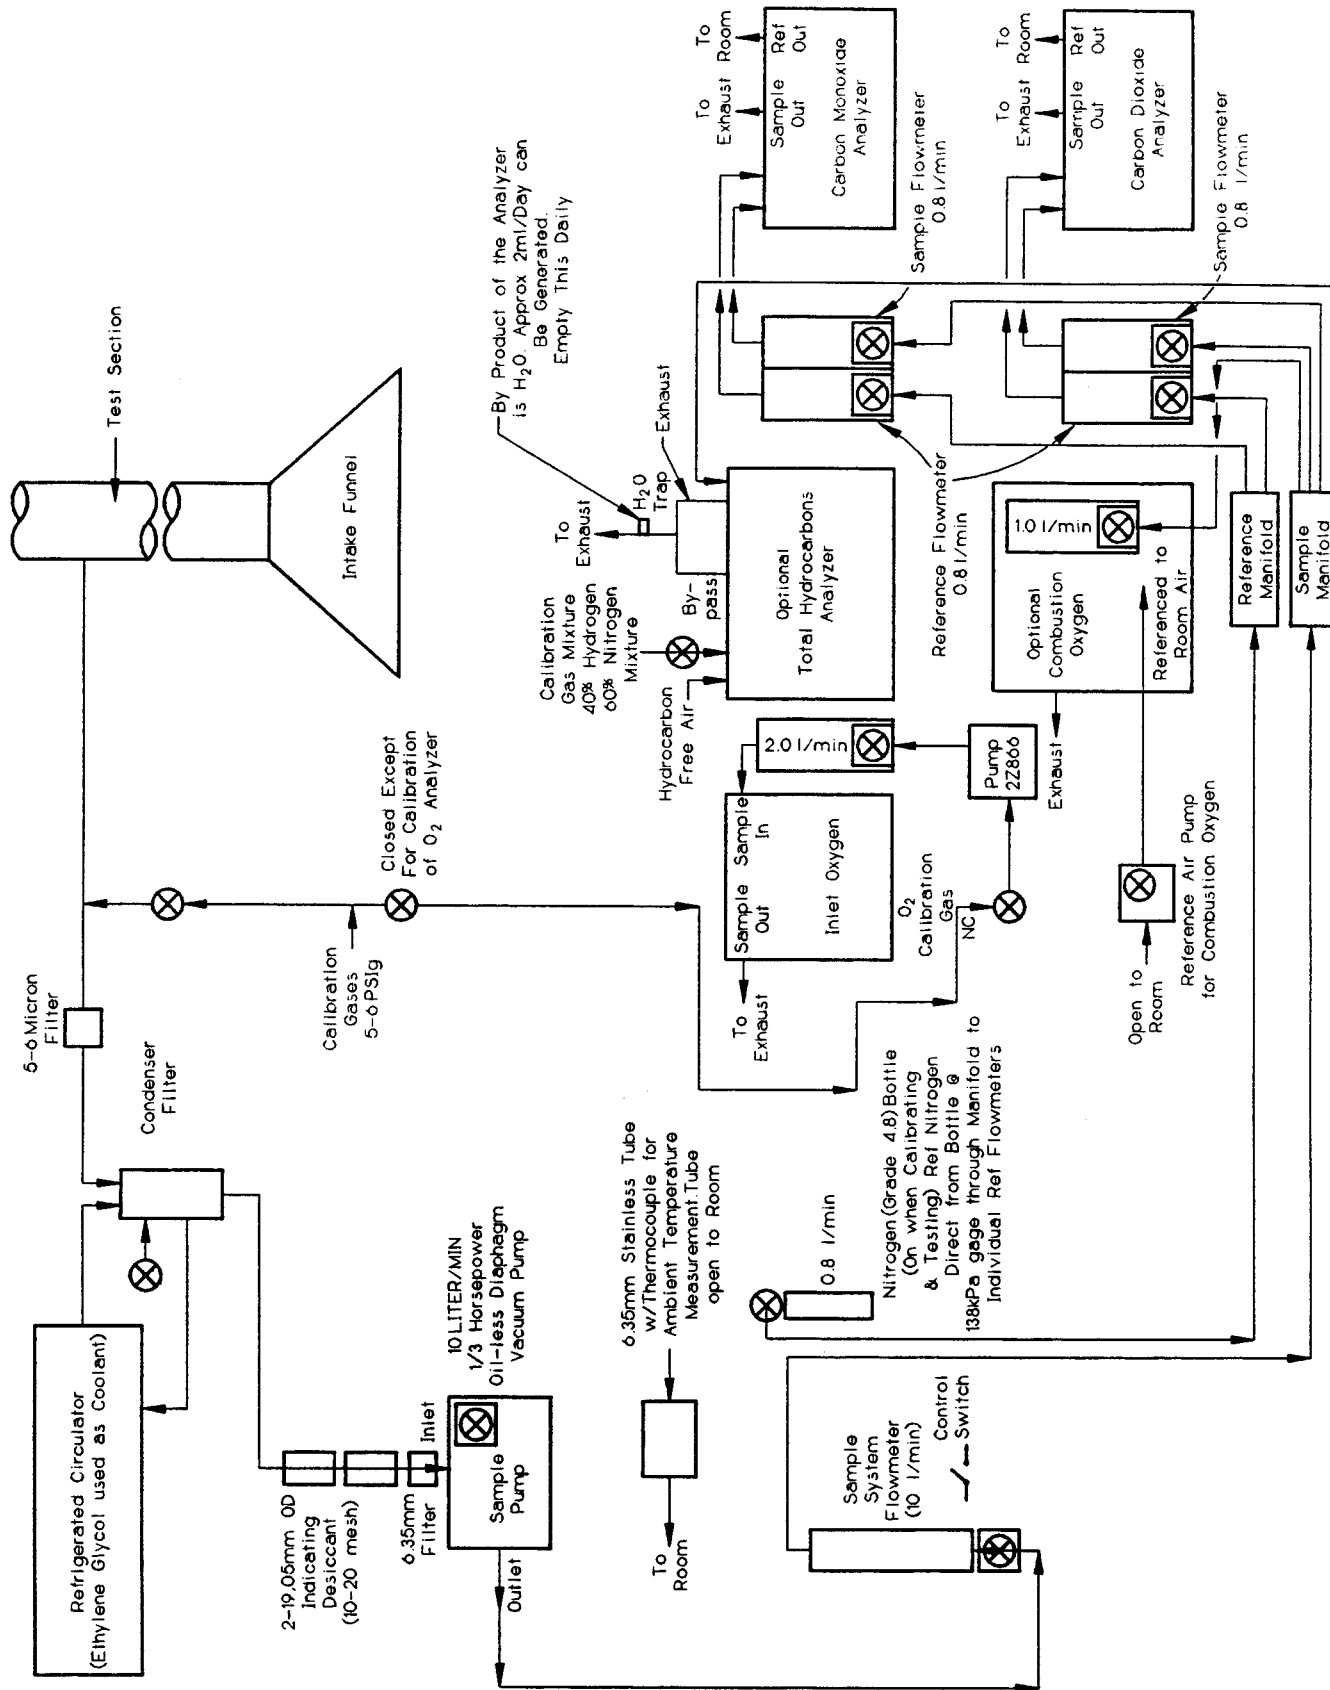 Refrigerated Circulator
(Ethylene Glycol used as Coolant)
Condenser
Filter
5-6 Micron
Filter
Test Section
Intake Funnel
Calibration
Gases
5-6 PSIg
Closed Except
For Calibration
of O2 Analyzer
2-19.05mm OD
Indicating
Desiccant
(10-20 mesh)
6.35mm
Filter
Inlet
Sample
Pump
Outlet
10 LITER/MIN
1/3 Horsepower
Oil-less Diaphagm
Vacuum Pump
6.35mm Stainless Tube
w/Thermocouple for
Ambient Temperature
Measurement.Tube
open to Room
To
Room
Sample
System
Flowmeter
(10 l/min)
Control
Switch
0.8 l/min
Nitrogen (Grade 4.8) Bottle
(On when Calibrating
& Testing) Ref Nitrogen
Direct from Bottle @
138kPa gage through Manifold to
Individual Ref Flowmeters
To
Exhaust
Sample
Out
Sample
In
Inlet Oxygen
2.0 l/min
O2
Calibration
Gas
NC
Pump
2Z866
Open to
Room
Reference Air Pump
for Combustion Oxygen
Calibration
Gas Mixture
40% Hydrogen
60% Nitrogen
Mixture
Hydrocarbon
Free Air
By-
pass
To
Exhaust
H2O
Trap
Exhaust
By Product of the Analyzer
is H2O. Approx 2ml/Day can
Be Generated.
Empty This Daily
Optional
Total Hydrocarbons
Analyzer
Reference Flowmeter
0.8 l/min
Exhaust
Optional
Combustion
Oxygen
1.0 l/min
Referenced to
Room Air
Reference
Manifold
Sample
Manifold
To
Exhaust
To
Room
Sample
Out
Ref
Out
Carbon Monoxide
Analyzer
Sample Flowmeter
0.8 l/min
To
Exhaust
To
Room
Sample
Out
Ref
Out
Carbon Dioxide
Analyzer
Sample Flowmeter
0.8 l/min